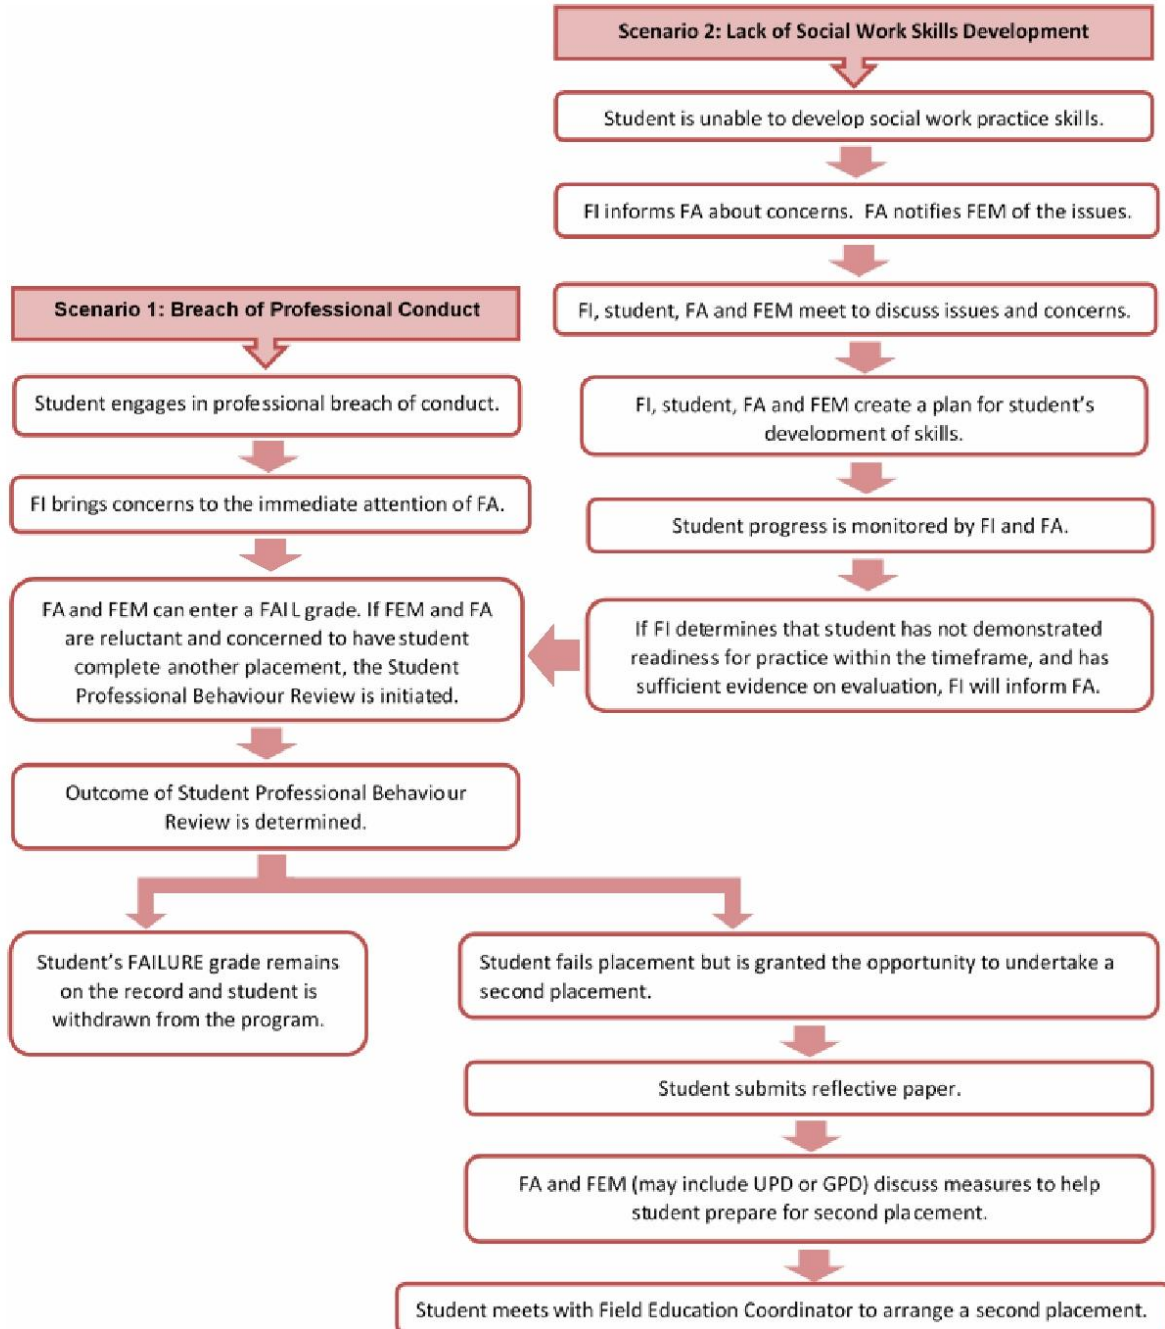 Scenario 2: Lack of Social Work Skills Development
Student is unable to develop social work practice skills.
FI informs FA about concerns.  FA notifies FEM of the issues.
FI, student, FA and FEM meet to discuss issues and concerns.
FI, student, FA and FEM create a plan for student’s
development of skills.
Student progress is monitored by FI and FA.
If FI determines that student has not demonstrated
readiness for practice within the timeframe, and has
sufficient evidence on evaluation, FI will inform FA.
Scenario 1: Breach of Professional Conduct
Student engages in professional breach of conduct.
FI brings concerns to the immediate attention of FA.
FA and FEM can enter a FAIL grade. If FEM and FA
are reluctant and concerned to have student
complete another placement, the Student
Professional Behaviour Review is initiated.
Outcome of Student Professional Behaviour
Review is determined.
Student’s FAILURE grade remains
on the record and student is
withdrawn from the program.
Student fails placement but is granted the opportunity to undertake a
second placement.
Student submits reflective paper.
FA and FEM (may include UPD or GPD) discuss measures to help
student prepare for second placement.
Student meets with Field Education Coordinator to arrange a second placement.